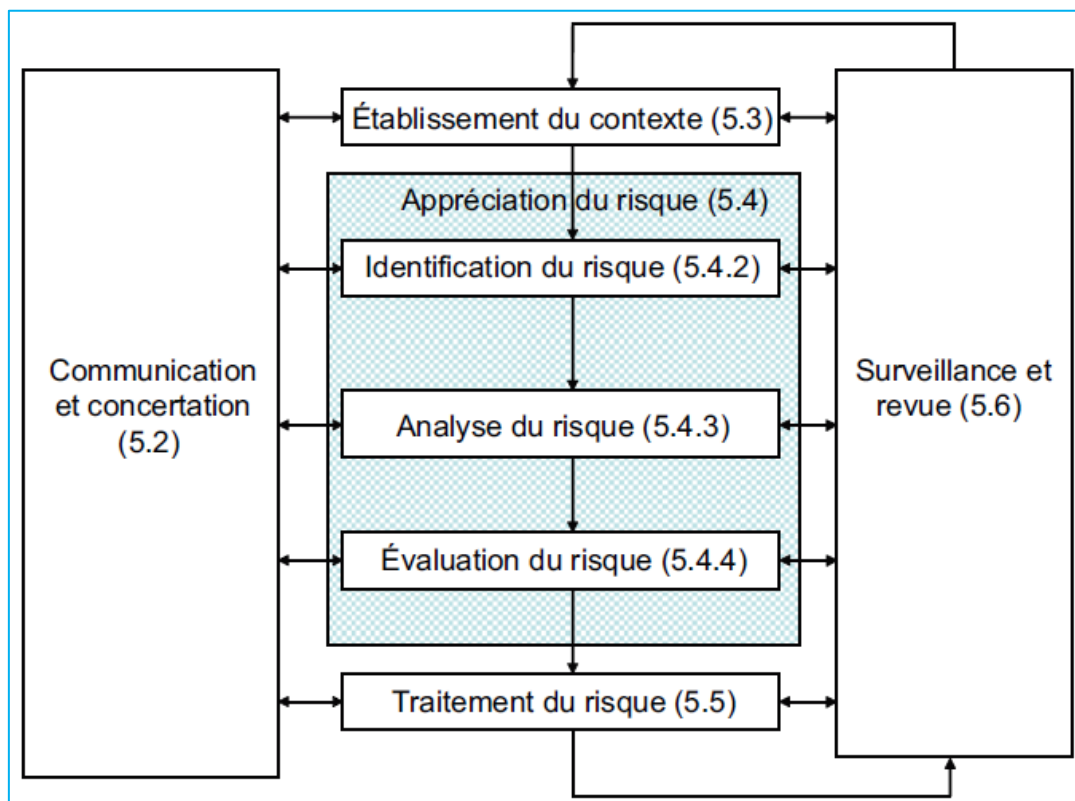 Établissement du contexte (5.3)
Appréciation du risque (5.4)
Identification du risque (5.4.2)
Communication
et concertation
(5.2)
Analyse du risque (5.4.3)
Surveillance et
revue (5.6)
Évaluation du risque (5.4.4)
Traitement du risque (5.5)